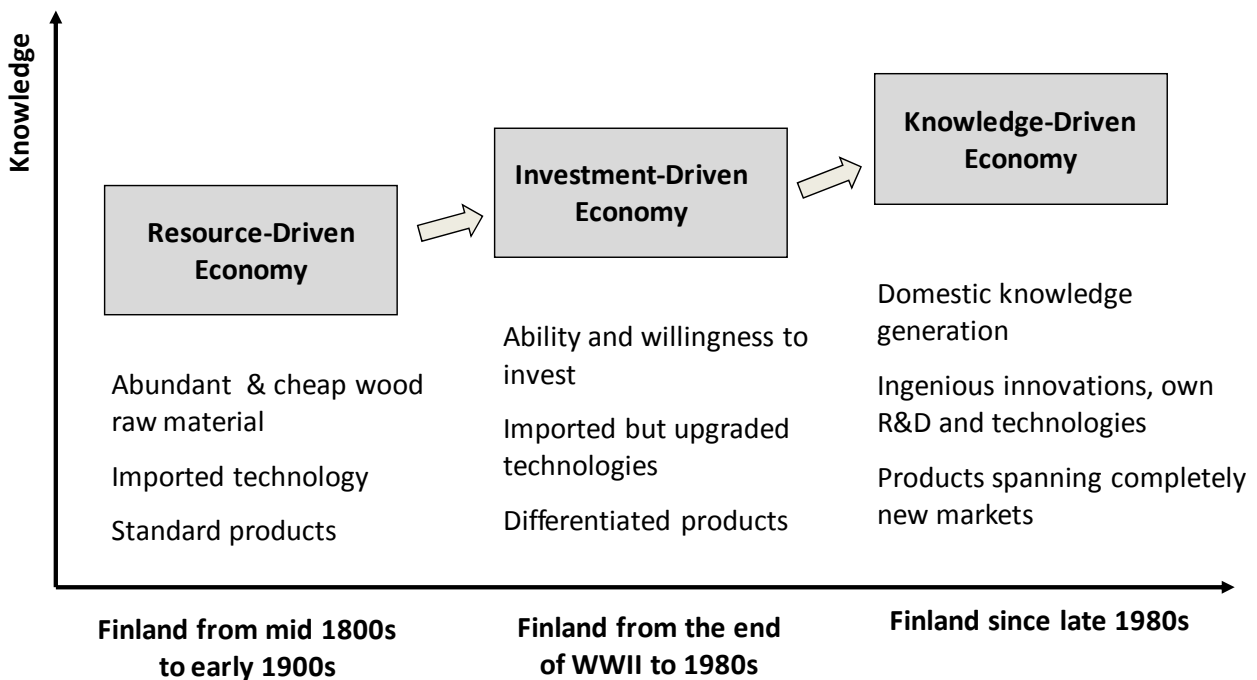 Knowledge
Resource-Driven
Economy
Abundant & cheap wood
raw material
Imported technology
Standard products
Finland from mid 1800s
to early 1900s
Investment-Driven
Economy
Ability and willingness to
invest
Imported but upgraded
technologies
Differentiated products
Finland from the end
of WWII to 1980s
Knowledge-Driven
Economy
Domestic knowledge
generation
Ingenious innovations, own
R&D and technologies
Products spanning completely
new markets
Finland since late 1980s